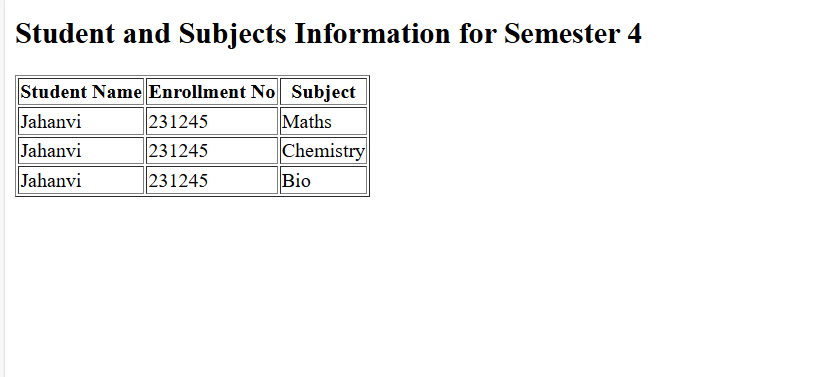 Student and Subjects Information for Semester 4
Student Name Enrollment No Subject
Jahanvi 231245 Maths
Jahanvi 231245 Chemistry
Jahanvi 231245 Bio